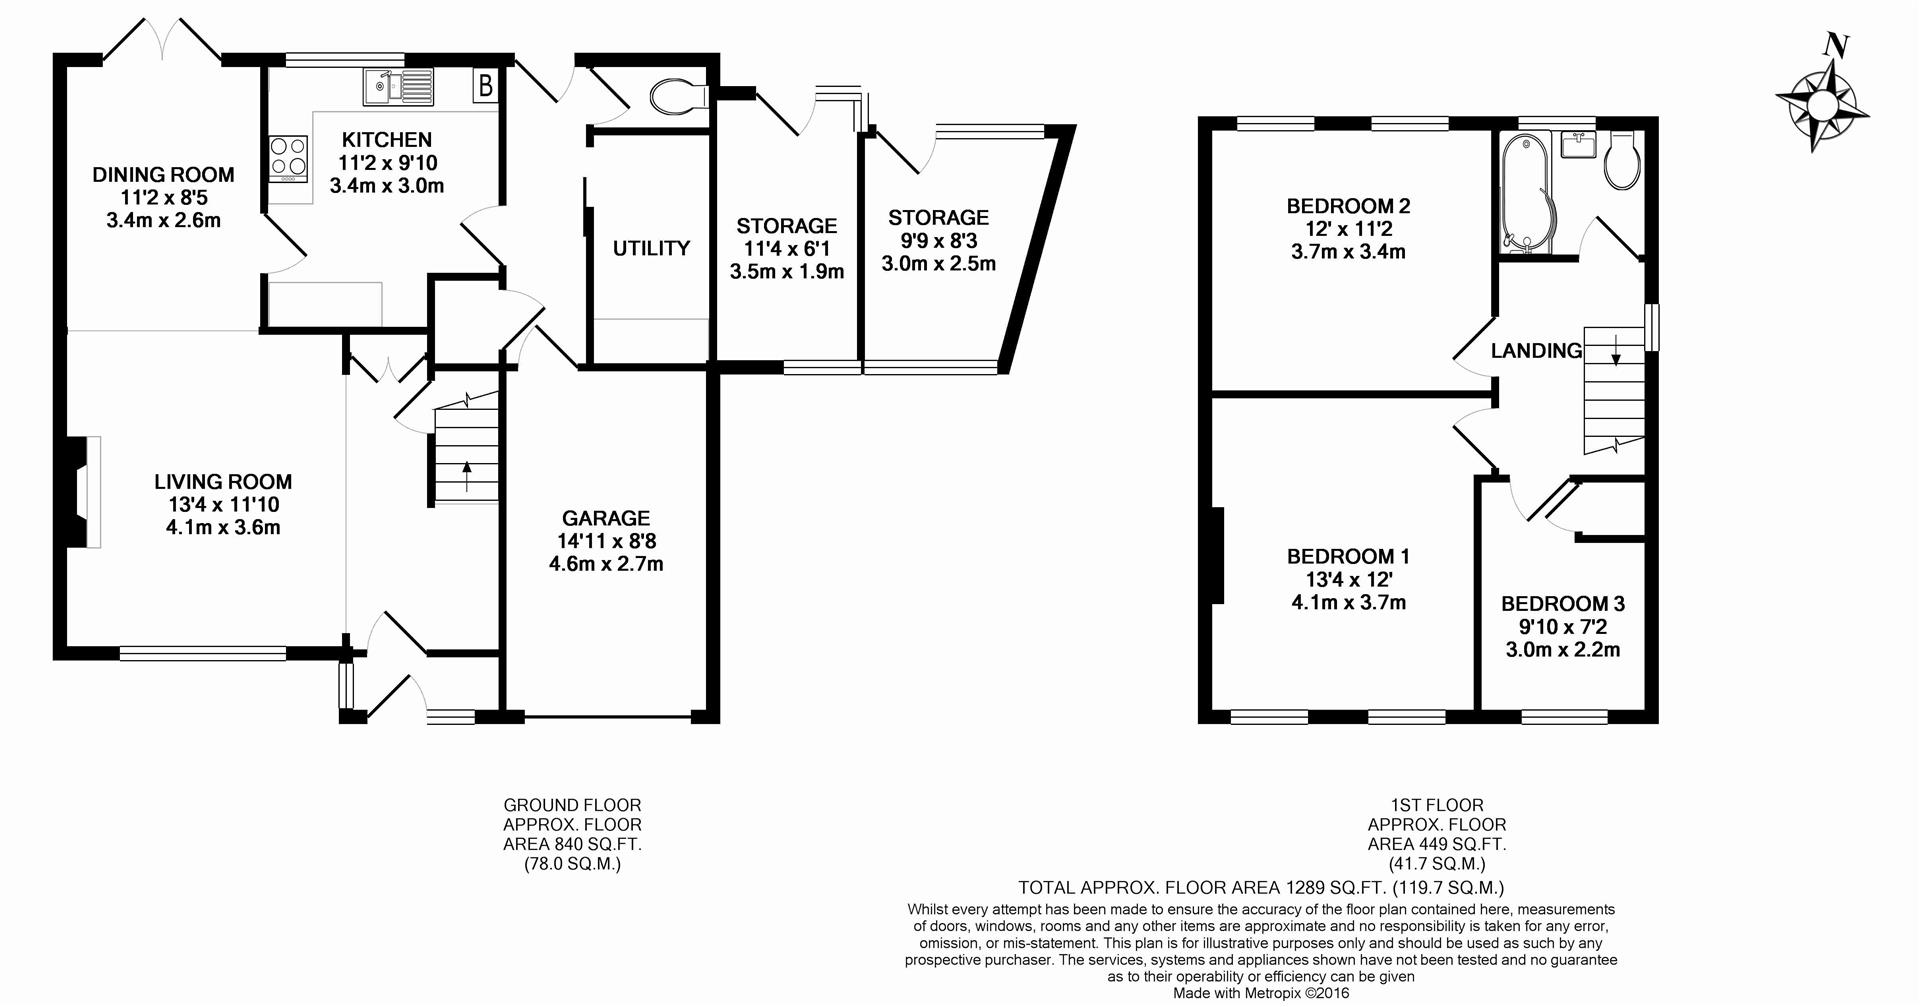 N
B
KITCHEN
11'2 x 9'10
3.4m x 3.0m
DINING ROOM
11'2 x 8'5
3.4m x 2.6m
UTILITY
STORAGE
11'4 x 6'1
3.5m x 1.9m
STORAGE
9'9 x 8'3
3.0m x 2.5m
LIVING ROOM
13'4 x 11'10
4.1m x 3.6m
GARAGE
14'11 x 8'8
4.6m x 2.7m
BEDROOM 2
12' x 11'2
3.7m x 3.4m
LANDING
BEDROOM 1
13'4 x 12'
4.1m x 3.7m
BEDROOM 3
9'10 x 7'2
3.0m x 2.2m
GROUND FLOOR
APPROX. FLOOR
AREA 840 SQ.FT.
(78.0 SQ.M.)
1ST FLOOR
APPROX. FLOOR
AREA 449 SQ.FT.
(41.7 SQ.M.)
TOTAL APPROX. FLOOR AREA 1289 SQ.FT. (119.7 SQ.M.)
Whilst every attempt has been made to ensure the accuracy of the floor plan contained here, measurements
of doors, windows, rooms and any other items are approximate and no responsibility is taken for any error,
omission, or mis-statement. This plan is for illustrative purposes only and should be used as such by any
prospective purchaser. The services, systems and appliances shown have not been tested and no guarantee
as to their operability or efficiency can be given
Made with Metropix ©2016